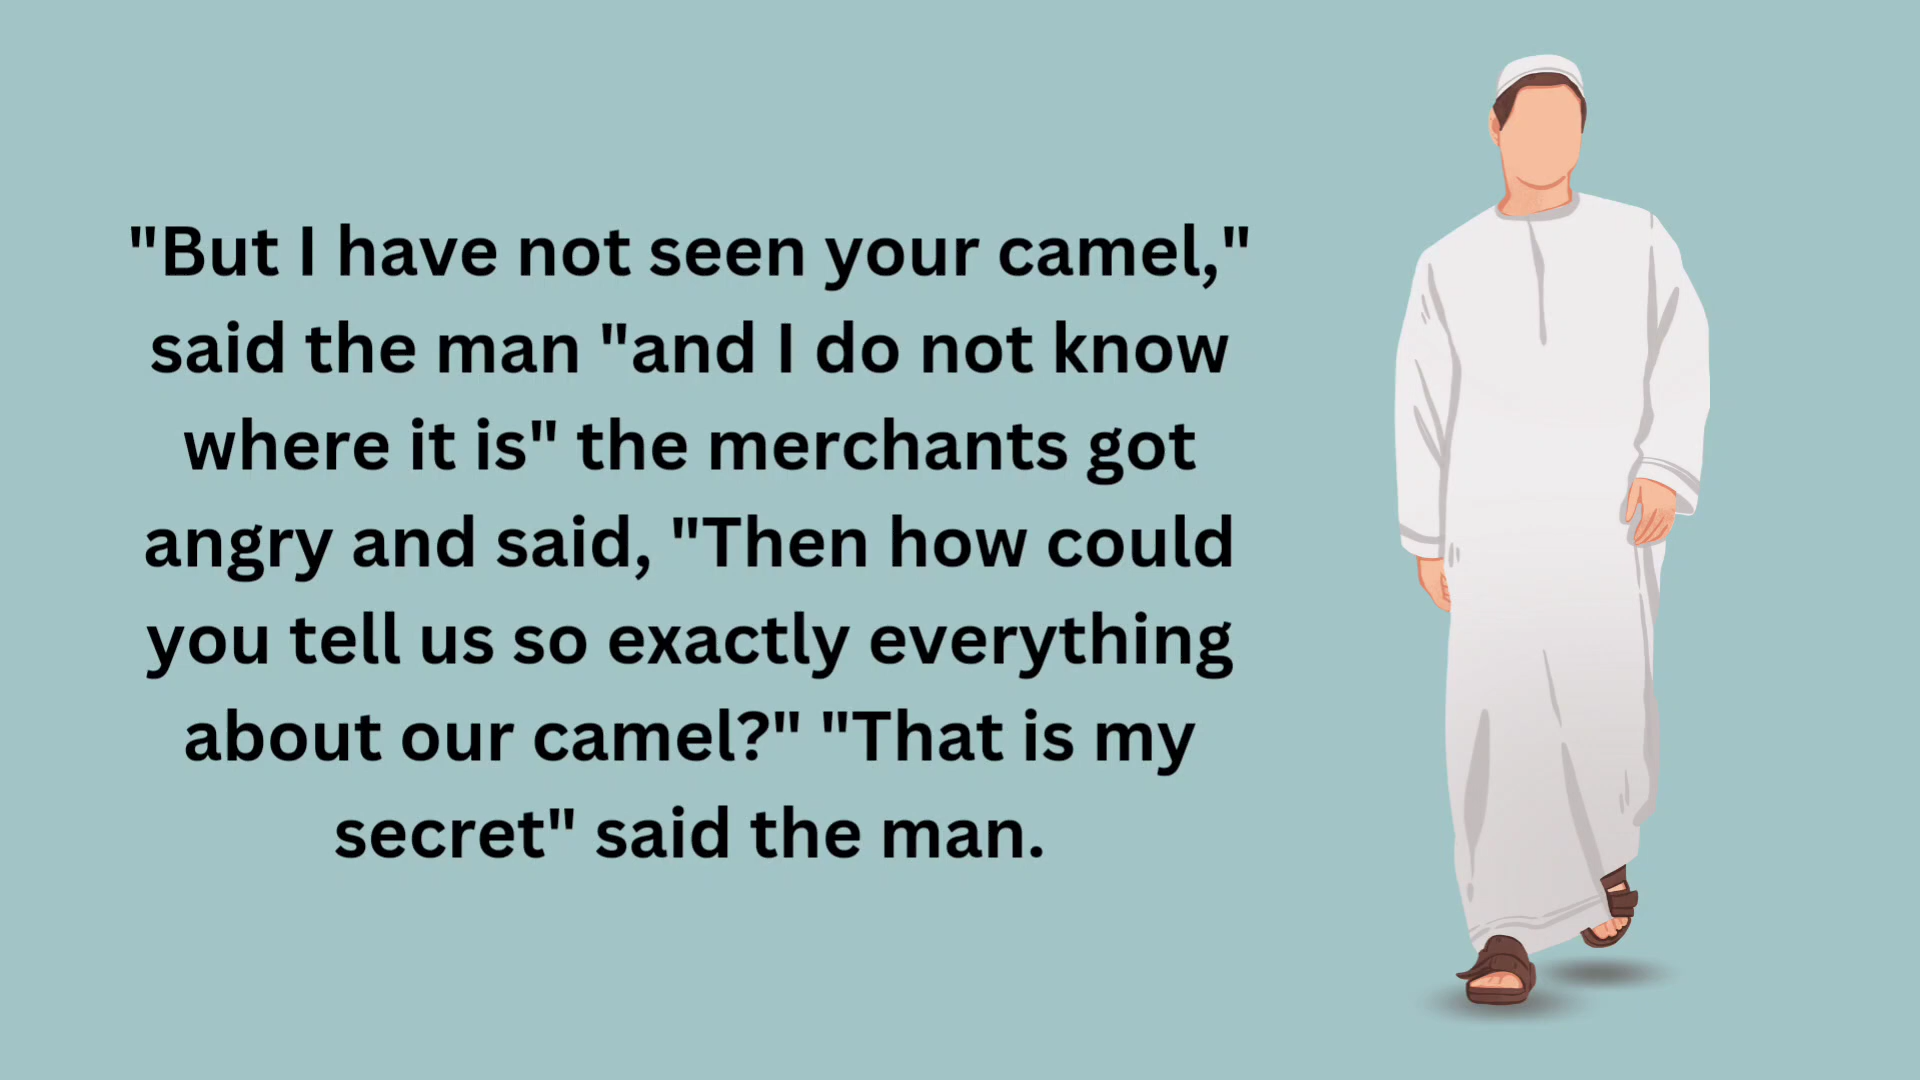 "But I have not seen your camel,"
said the man "and I do not know
where it is" the merchants got
angry and said, "Then how could
you tell us so exactly everything
about our camel?" "That is my
secret" said the man.